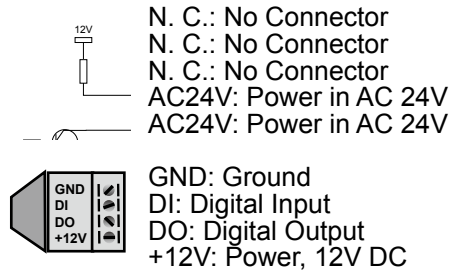 12V
N. C.: No Connector
N. C.: No Connector
N. C.: No Connector
AC24V: Power in AC 24V
AC24V: Power in AC 24V
GND
DI
DO
+12V
GND: Ground
DI: Digital Input
DO: Digital Output
+12V: Power, 12V DC